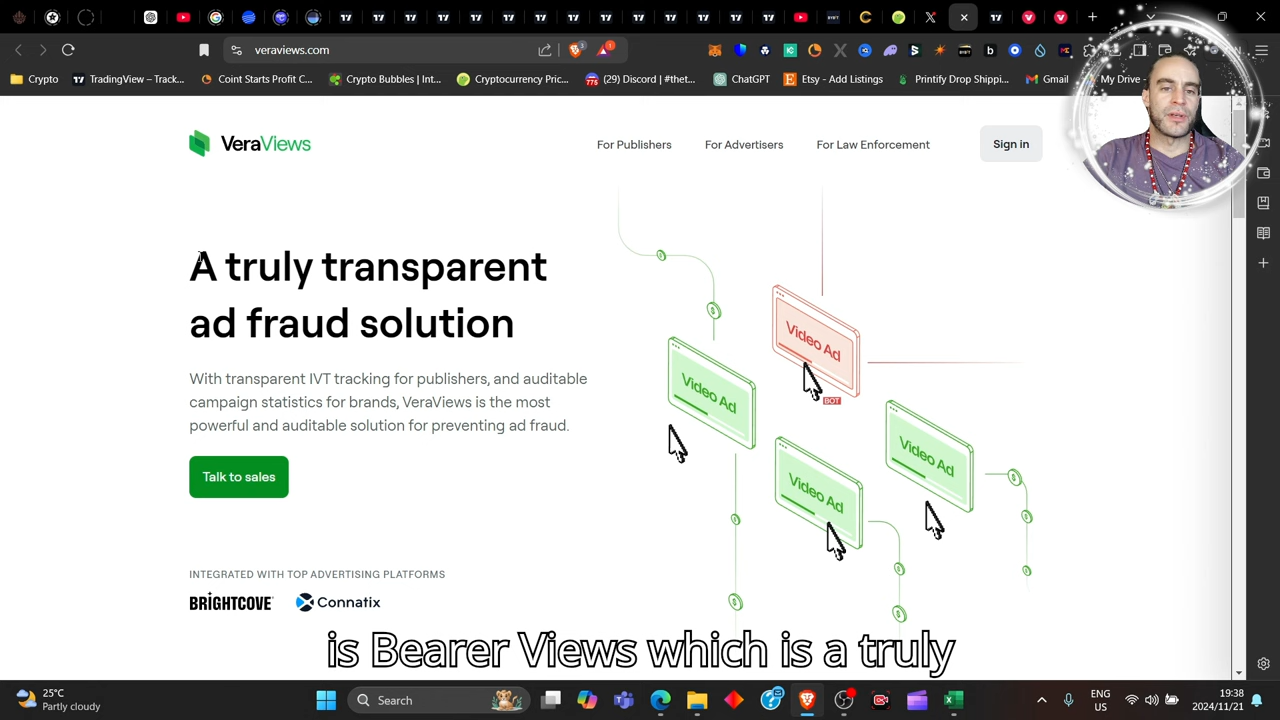 veraviews.com
1
Crypto
TradingView – Track...
Coint Starts Profit C...
Crypto Bubbles | Int...
Cryptocurrency Pric...
(29) Discord | #thet...
ChatGPT
Etsy - Add Listings
Printify Drop Shippi...
Gmail
My Drive
VeraViews
For Publishers
For Advertisers
For Law Enforcement
Sign in
A truly transparent
ad fraud solution
With transparent IVT tracking for publishers, and auditable
campaign statistics for brands, VeraViews is the most
powerful and auditable solution for preventing ad fraud.
Talk to sales
Video Ad
BOT
Video Ad
Video Ad
Video Ad
INTEGRATED WITH TOP ADVERTISING PLATFORMS
BRIGHTCOVE
Connatix
is Bearer Views which is a truly
25°C
Partly cloudy
Search
ENG
US
19:38
2024/11/21